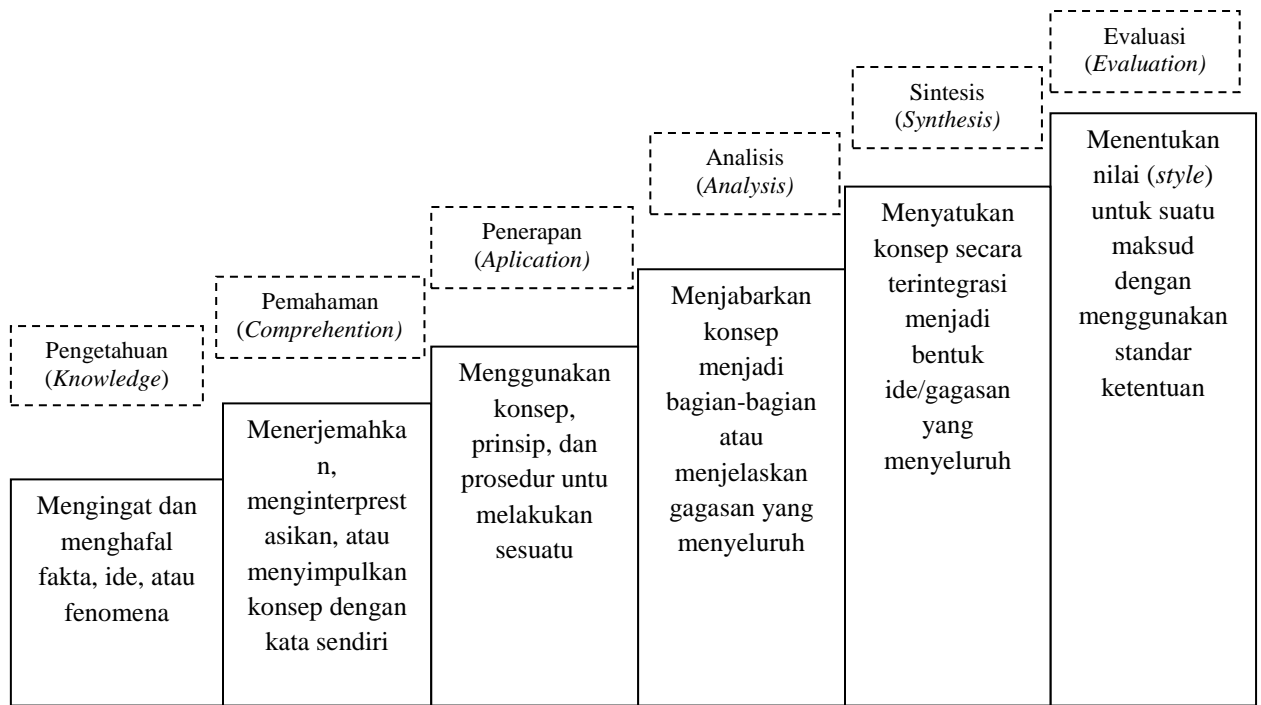 Pengetahuan
(Knowledge)
Mengingat dan
menghafal
fakta, ide, atau
fenomena
Pemahaman
(Comprehention)
Menerjemahka
n,
menginterprest
asikan, atau
menyimpulkan
konsep dengan
kata sendiri
Penerapan
(Aplication)
Menggunakan
konsep,
prinsip, dan
prosedur untu
melakukan
sesuatu
Analisis
(Analysis)
Menjabarkan
konsep
menjadi
bagian-bagian
atau
menjelaskan
gagasan yang
menyeluruh
Sintesis
(Synthesis)
Menyatukan
konsep secara
terintegrasi
menjadi
bentuk
ide/gagasan
yang
menyeluruh
Evaluasi
(Evaluation)
Menentukan
nilai (style)
untuk suatu
maksud
dengan
menggunakan
standar
ketentuan